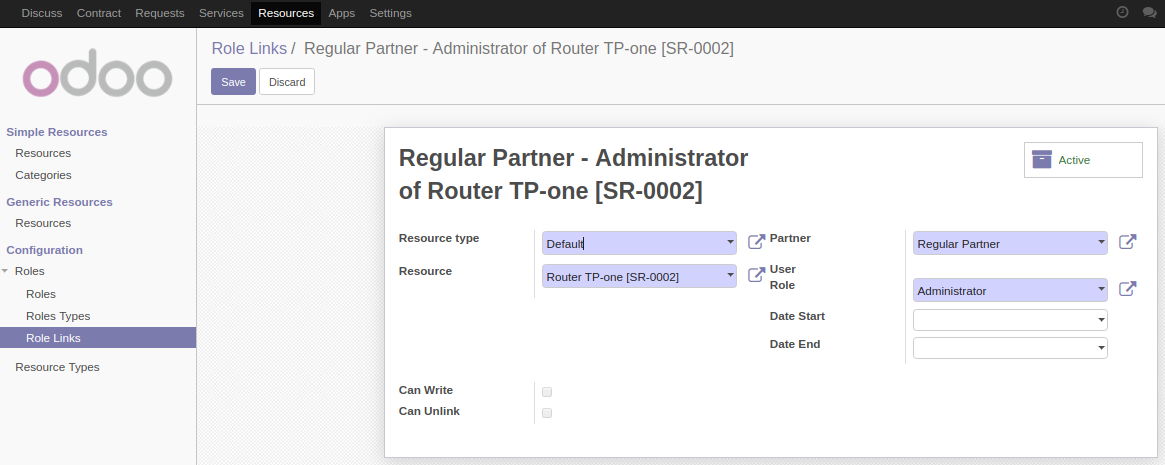 Discuss Contract Requests Services Resources Apps Settings
odoo
Role Links / Regular Partner - Administrator of Router TP-one [SR-0002]
Save Discard
Simple Resources
Resources
Categories
Generic Resources
Resources
Configuration
Roles
Roles
Roles Types
Role Links
Resource Types
Regular Partner - Administrator
of Router TP-one [SR-0002]
Active
Resource type Default
Resource Router TP-one [SR-0002]
Partner Regular Partner
User
Role Administrator
Date Start
Date End
Can Write
Can Unlink